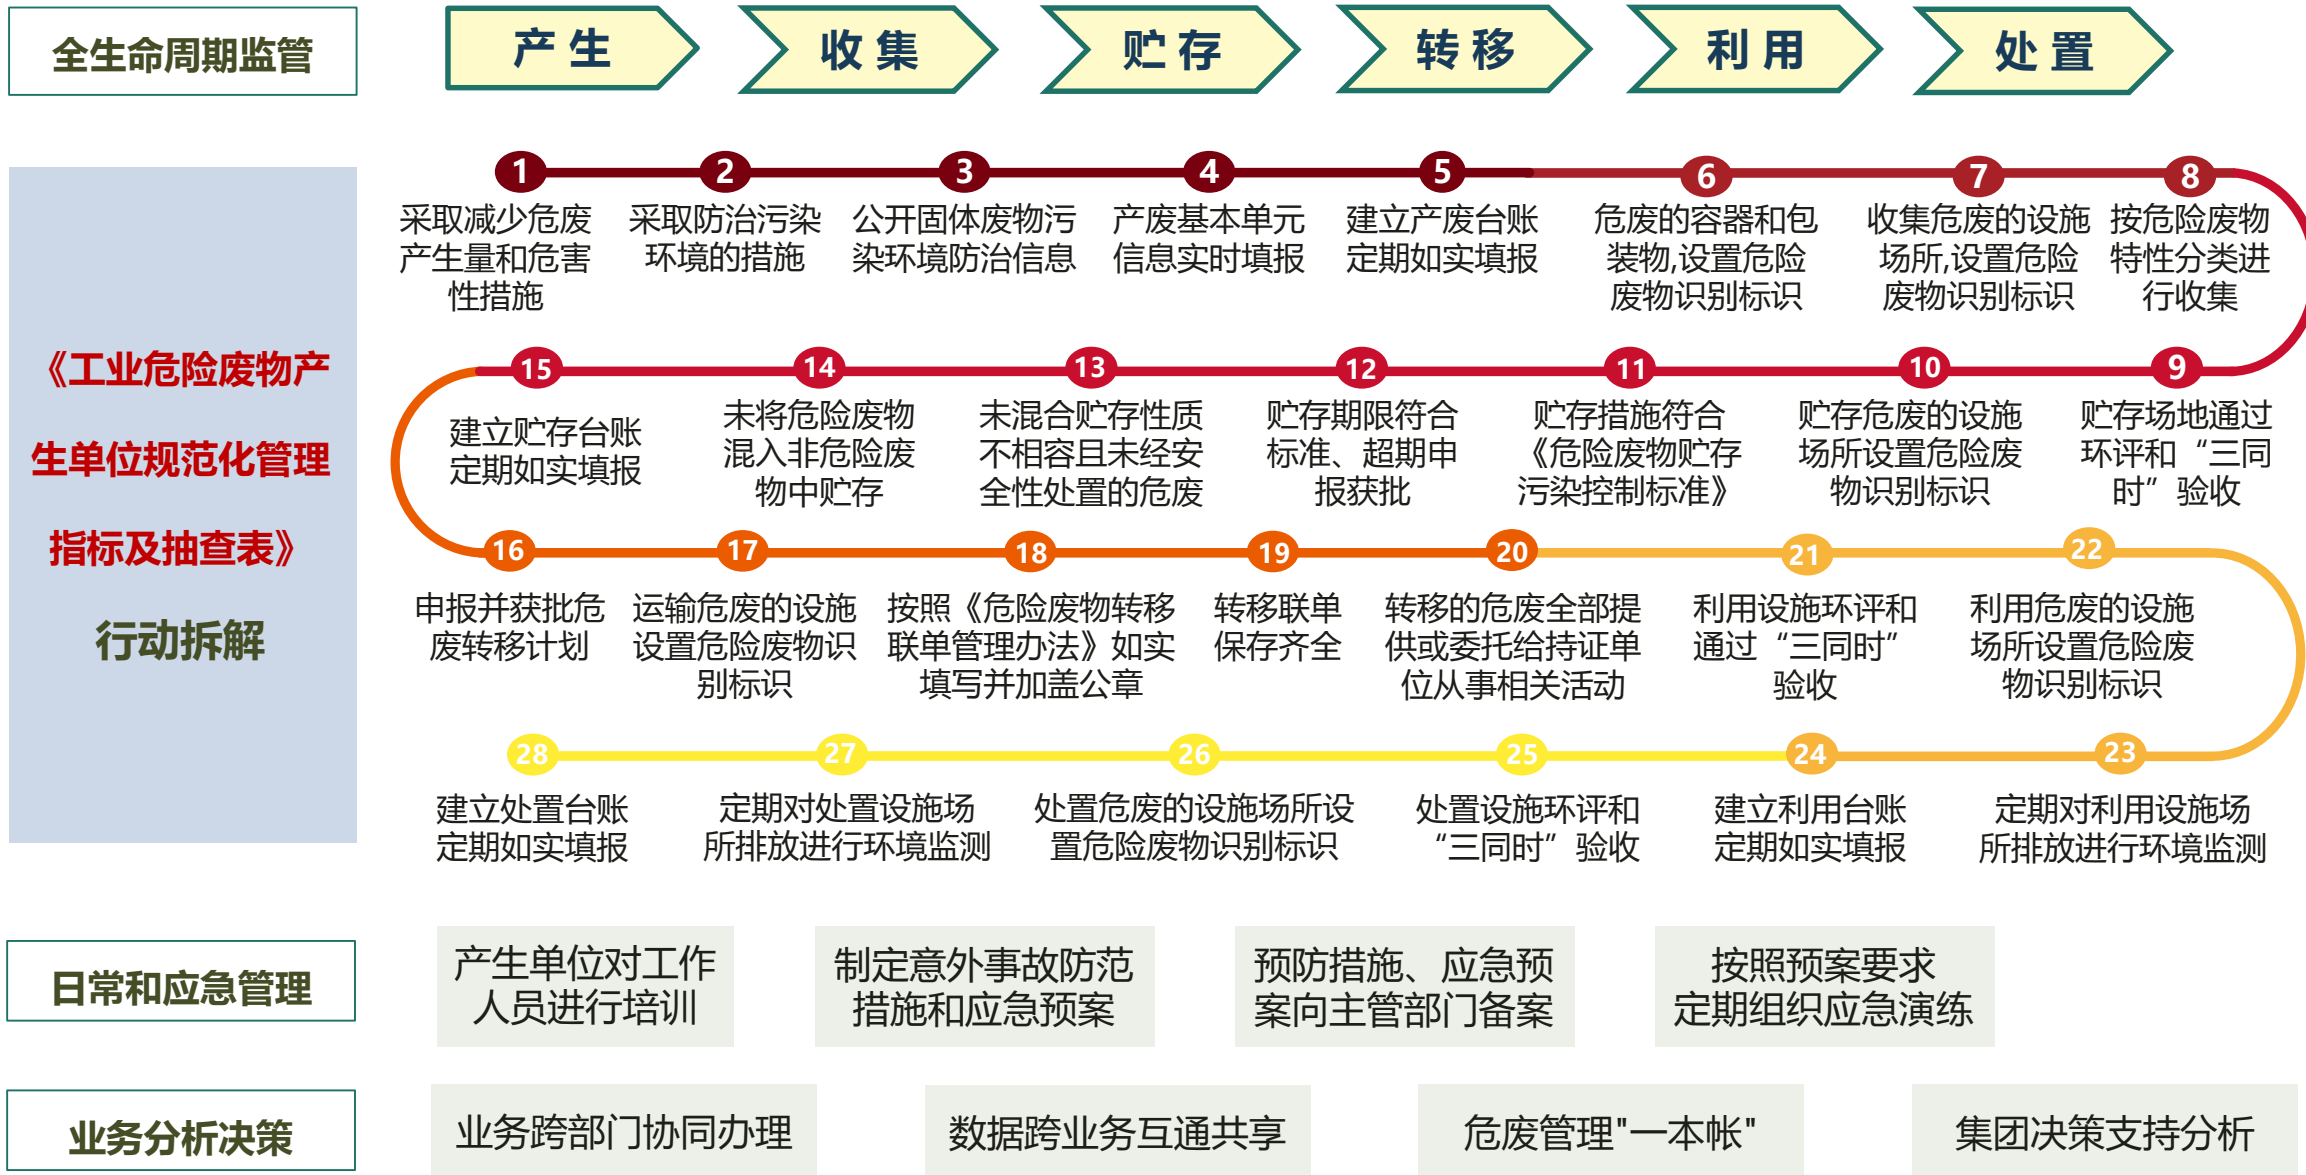 全生命周期监管
产生
收集
贮存
转移
利用
处置
《工业危险废物产
生单位规范化管理
指标及抽查表》
行动拆解
1
采取减少危废
产生量和危害
性措施
2
采取防治污染
环境的措施
3
公开固体废物污
染环境防治信息
4
产废基本单元
信息实时填报
5
建立产废台账
定期如实填报
6
危废的容器和包
装物,设置危险
废物识别标识
7
收集危废的设施
场所,设置危险
废物识别标识
8
按危险废物
特性分类进
行收集
9
贮存场地通过
环评和“三同
时”验收
10
贮存危废的设施
场所设置危险废
物识别标识
11
贮存措施符合
《危险废物贮存
污染控制标准》
12
贮存期限符合
标准、超期申
报获批
13
未混合贮存性质
不相容且未经安
全性处置的危废
14
未将危险废物
混入非危险废
物中贮存
15
建立贮存台账
定期如实填报
16
申报并获批危
废转移计划
17
运输危废的设施
设置危险废物识
别标识
18
按照《危险废物转移
联单管理办法》如实
填写并加盖公章
19
转移联单
保存齐全
20
转移的危废全部提
供或委托给持证单
位从事相关活动
21
利用设施环评和
通过“三同时”
验收
22
利用危废的设施
场所设置危险废
物识别标识
23
定期对利用设施场
所排放进行环境监测
24
建立利用台账
定期如实填报
25
处置设施环评和
“三同时”验收
26
处置危废的设施场所设
置危险废物识别标识
27
定期对处置设施场
所排放进行环境监测
28
建立处置台账
定期如实填报
日常和应急管理
产生单位对工作
人员进行培训
制定意外事故防范
措施和应急预案
预防措施、应急预
案向主管部门备案
按照预案要求
定期组织应急演练
业务分析决策
业务跨部门协同办理
数据跨业务互通共享
危废管理"一本帐"
集团决策支持分析